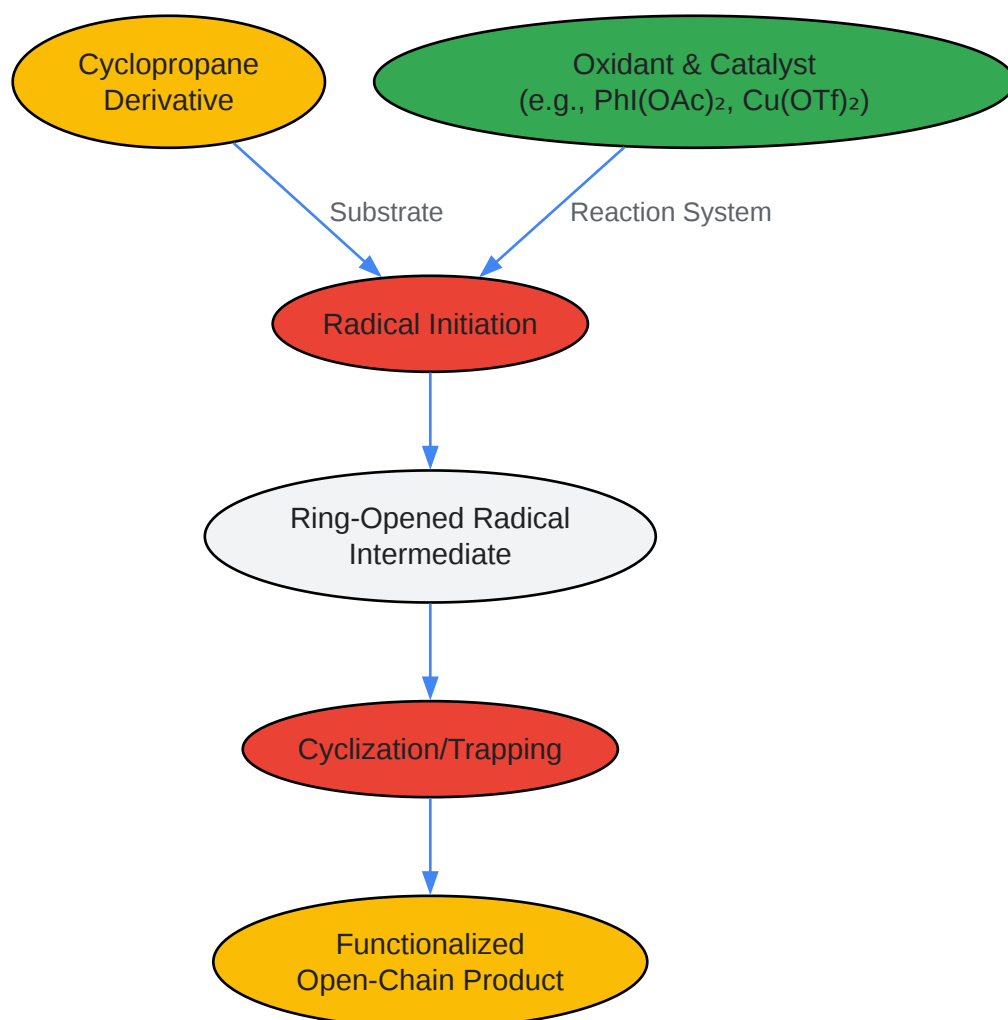 Cyclopropane
Derivative
Oxidant & Catalyst
(e.g., PhI(OAc)₂, Cu(OTf)₂)
Substrate
Reaction System
Radical Initiation
Ring-Opened Radical
Intermediate
Cyclization/Trapping
Functionalized
Open-Chain Product